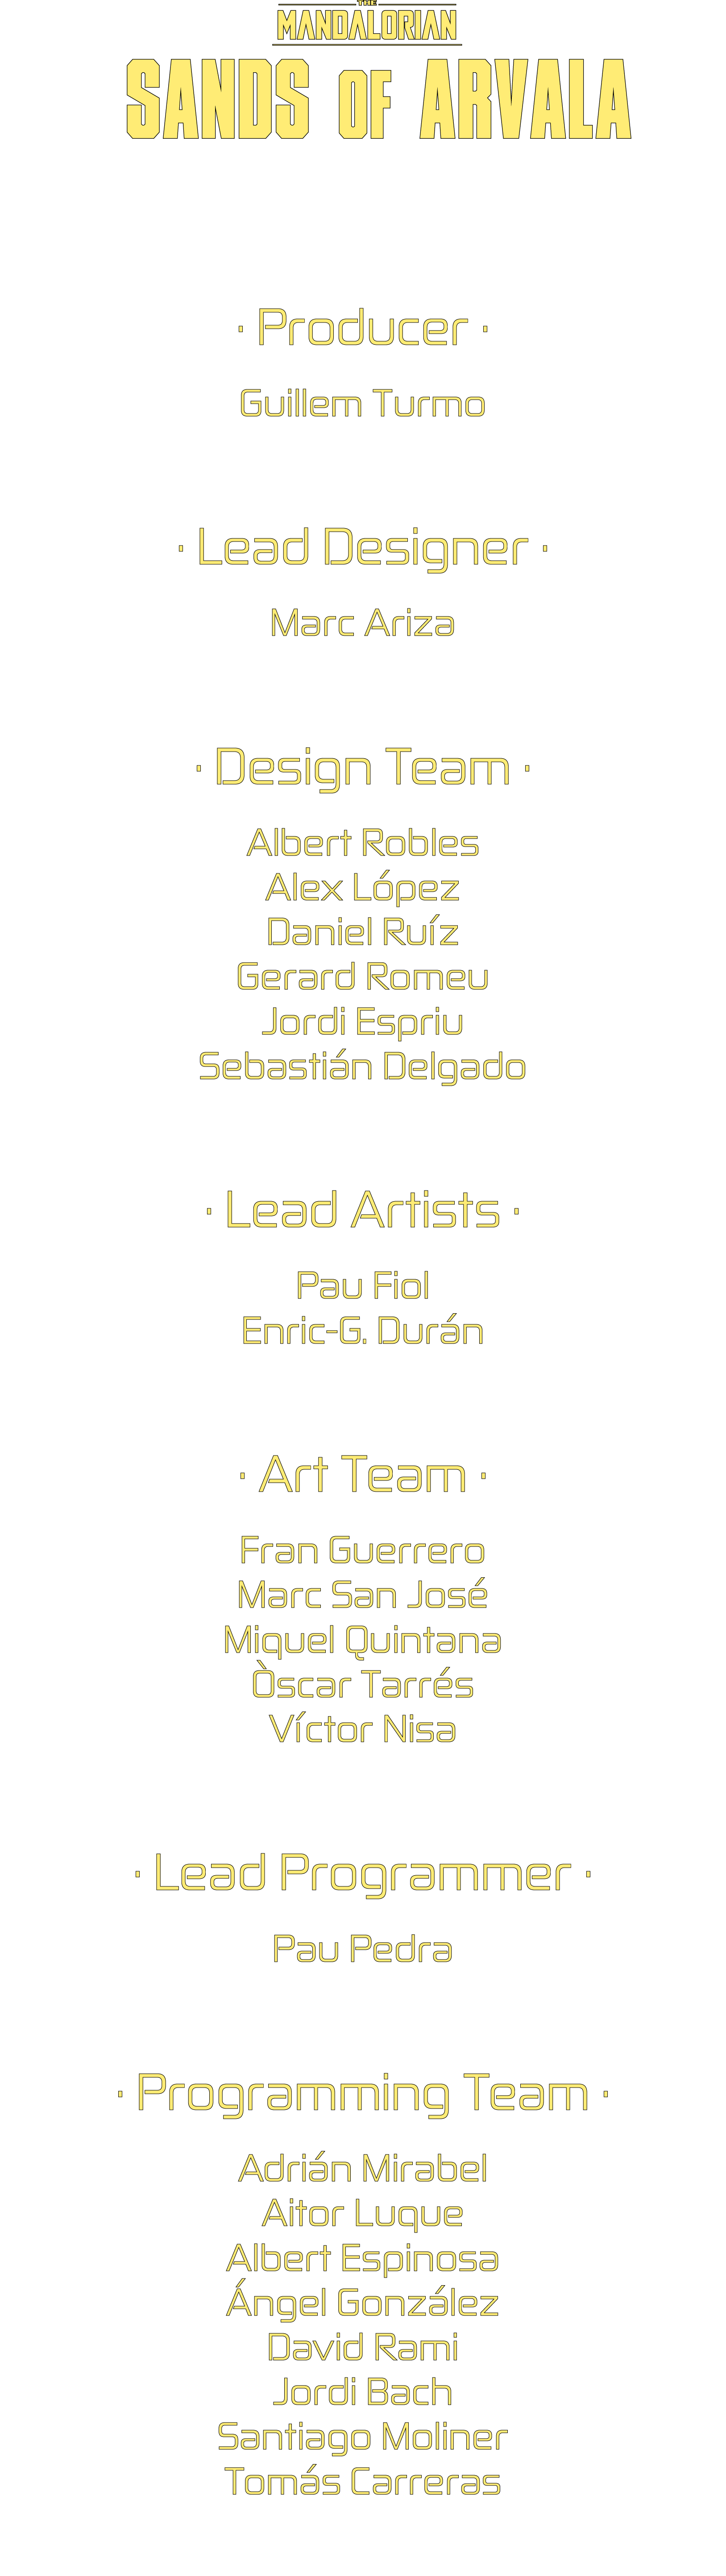 THE
MANDALORIAN
SANDS OF ARVALA
· Producer ·
Guillem Turmo
· Lead Designer ·
Marc Ariza
· Design Team ·
Albert Robles
Alex López
Daniel Ruíz
Gerard Romeu
Jordi Espriu
Sebastián Delgado
· Lead Artists ·
Pau Fiol
Enric-G. Durán
· Art Team ·
Fran Guerrero
Marc San José
Miquel Quintana
Òscar Tarrés
Víctor Nisa
· Lead Programmer ·
Pau Pedra
· Programming Team ·
Adrián Mirabel
Aitor Luque
Albert Espinosa
Ángel González
David Rami
Jordi Bach
Santiago Moliner
Tomás Carreras